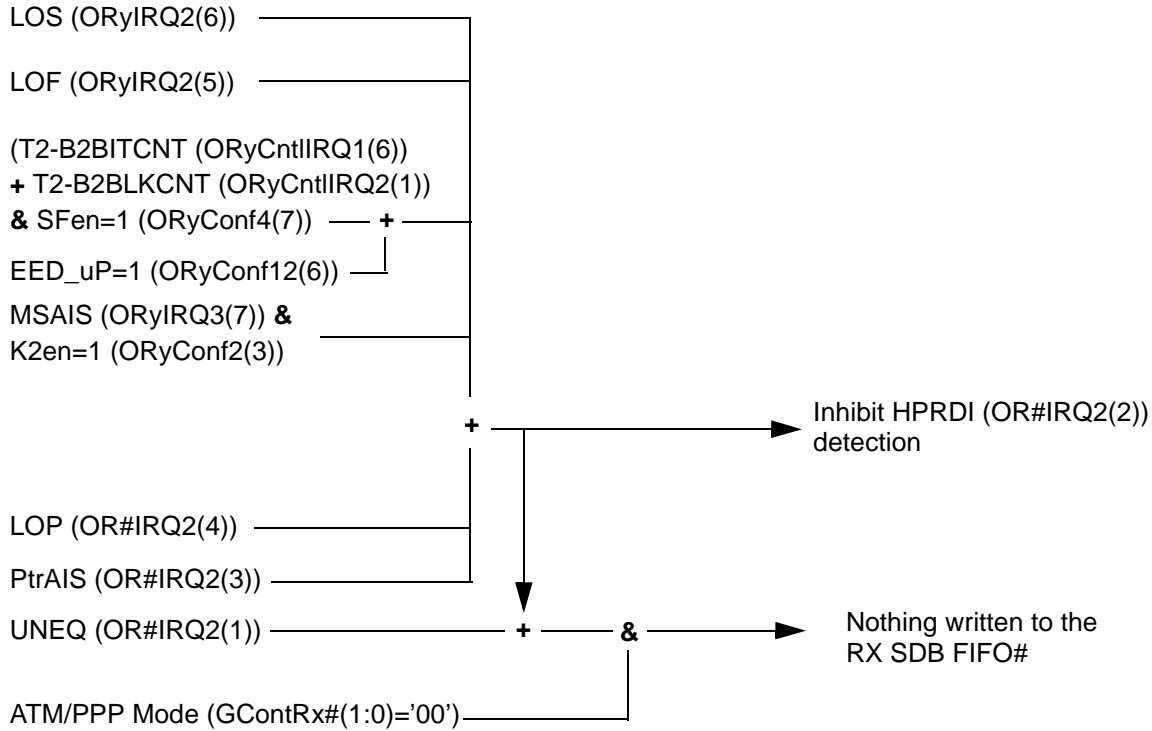 LOS (ORyIRQ2(6))
LOF (ORyIRQ2(5))
(T2-B2BITCNT (ORyCntlIRQ1(6))
+ T2-B2BLKCNT (ORyCntlIRQ2(1))
& SFen=1 (ORyConf4(7)) +
EED_uP=1 (ORyConf12(6))
MSAIS (ORyIRQ3(7)) &
K2en=1 (ORyConf2(3))
+
Inhibit HPRDI (OR#IRQ2(2))
detection
LOP (OR#IRQ2(4))
PtrAIS (OR#IRQ2(3))
UNEQ (OR#IRQ2(1)) + &
Nothing written to the
RX SDB FIFO#
ATM/PPP Mode (GContRx#(1:0)='00')